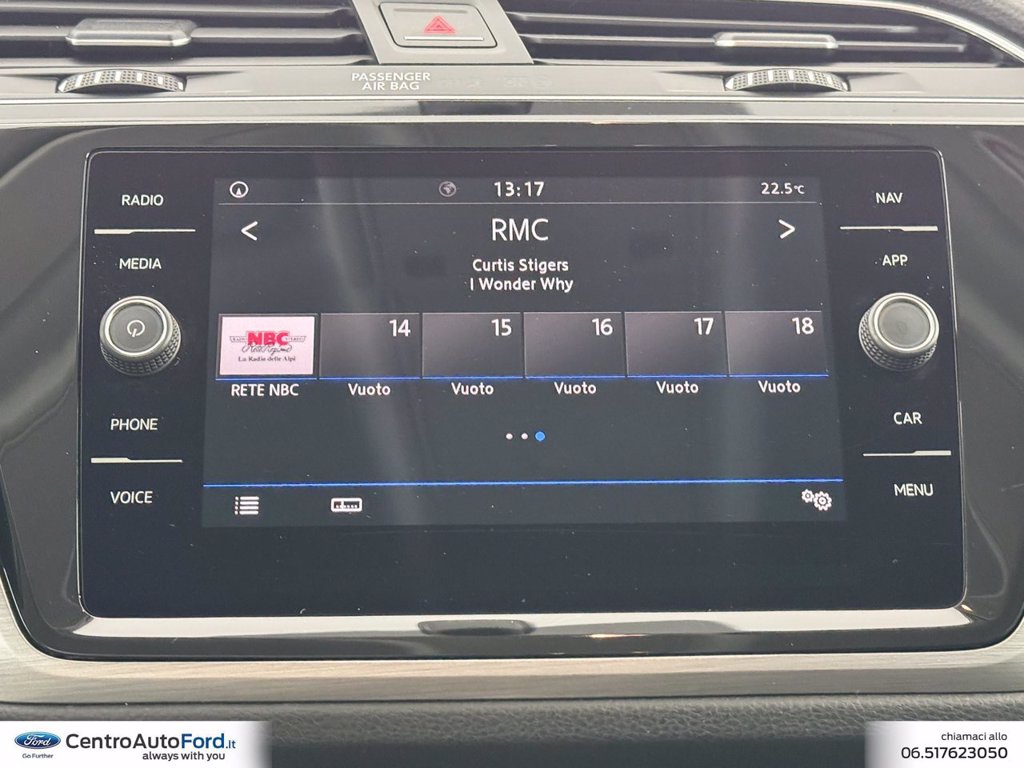 PASSENGER
AIR BAG
RADIO
MEDIA
PHONE
VOICE
13:17
22.5°C
<
RMC
>
Curtis Stigers
I Wonder Why
NBC
La Radio delle Alpi
14
15
16
17
18
RETE NBC
Vuoto
Vuoto
Vuoto
Vuoto
Vuoto
NAV
APP
CAR
MENU
Ford
Go Further
CentroAutoFord.it
always with you
chiamaci allo
06.517623050